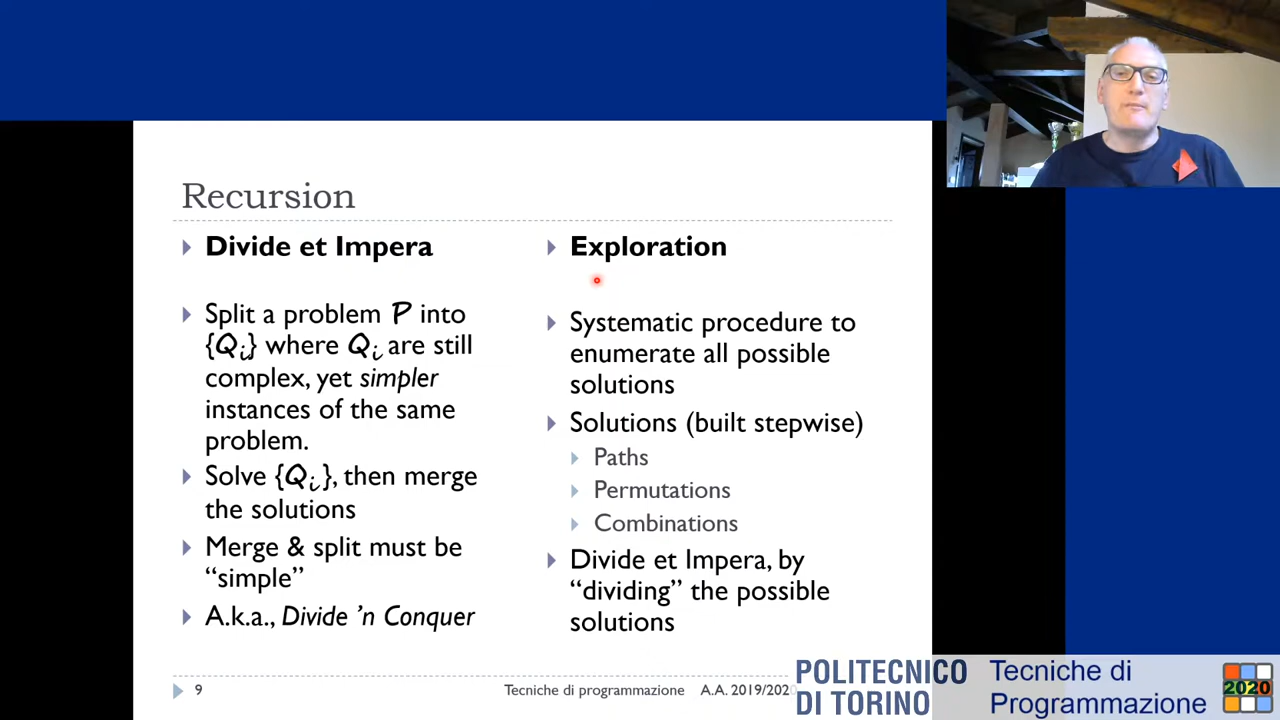 Recursion
Divide et Impera
Split a problem P into
{Qi} where Qi are still
complex, yet simpler
instances of the same
problem.
Solve {Qi}, then merge
the solutions
Merge & split must be
“simple”
A.k.a., Divide ’n Conquer
Exploration
Systematic procedure to
enumerate all possible
solutions
Solutions (built stepwise)
Paths
Permutations
Combinations
Divide et Impera, by
“dividing” the possible
solutions
9
Tecniche di programmazione A.A. 2019/2020
POLITECNICO
DI TORINO
Tecniche di
Programmazione
2020